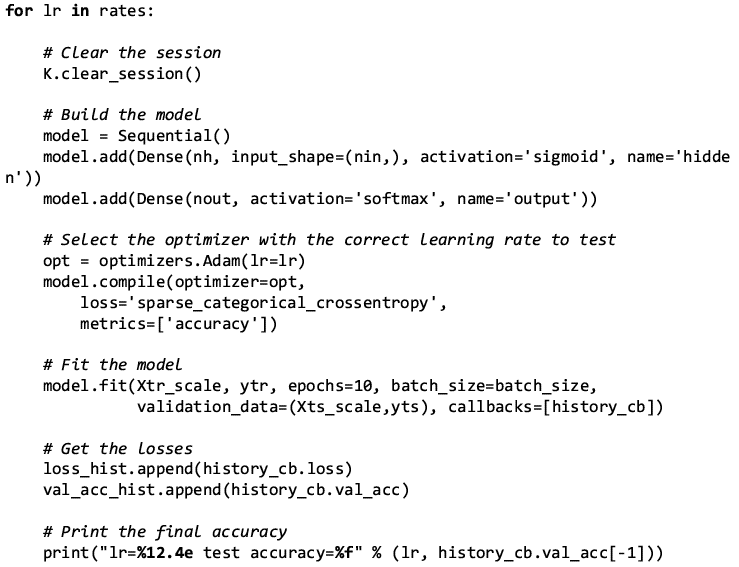 for lr in rates:
# Clear the session
K.clear_session()
# Build the model
model = Sequential()
model.add(Dense(nh, input_shape=(nin,), activation='sigmoid', name='hidde
n'))
model.add(Dense(nout, activation='softmax', name='output'))
# Select the optimizer with the correct learning rate to test
opt = optimizers.Adam(lr=lr)
model.compile(optimizer=opt,
loss='sparse_categorical_crossentropy',
metrics=['accuracy'])
# Fit the model
model.fit(Xtr_scale, ytr, epochs=10, batch_size=batch_size,
validation_data=(Xts_scale,yts), callbacks=[history_cb])
# Get the losses
loss_hist.append(history_cb.loss)
val_acc_hist.append(history_cb.val_acc)
# Print the final accuracy
print("lr=%12.4e test accuracy=%f" % (lr, history_cb.val_acc[-1]))